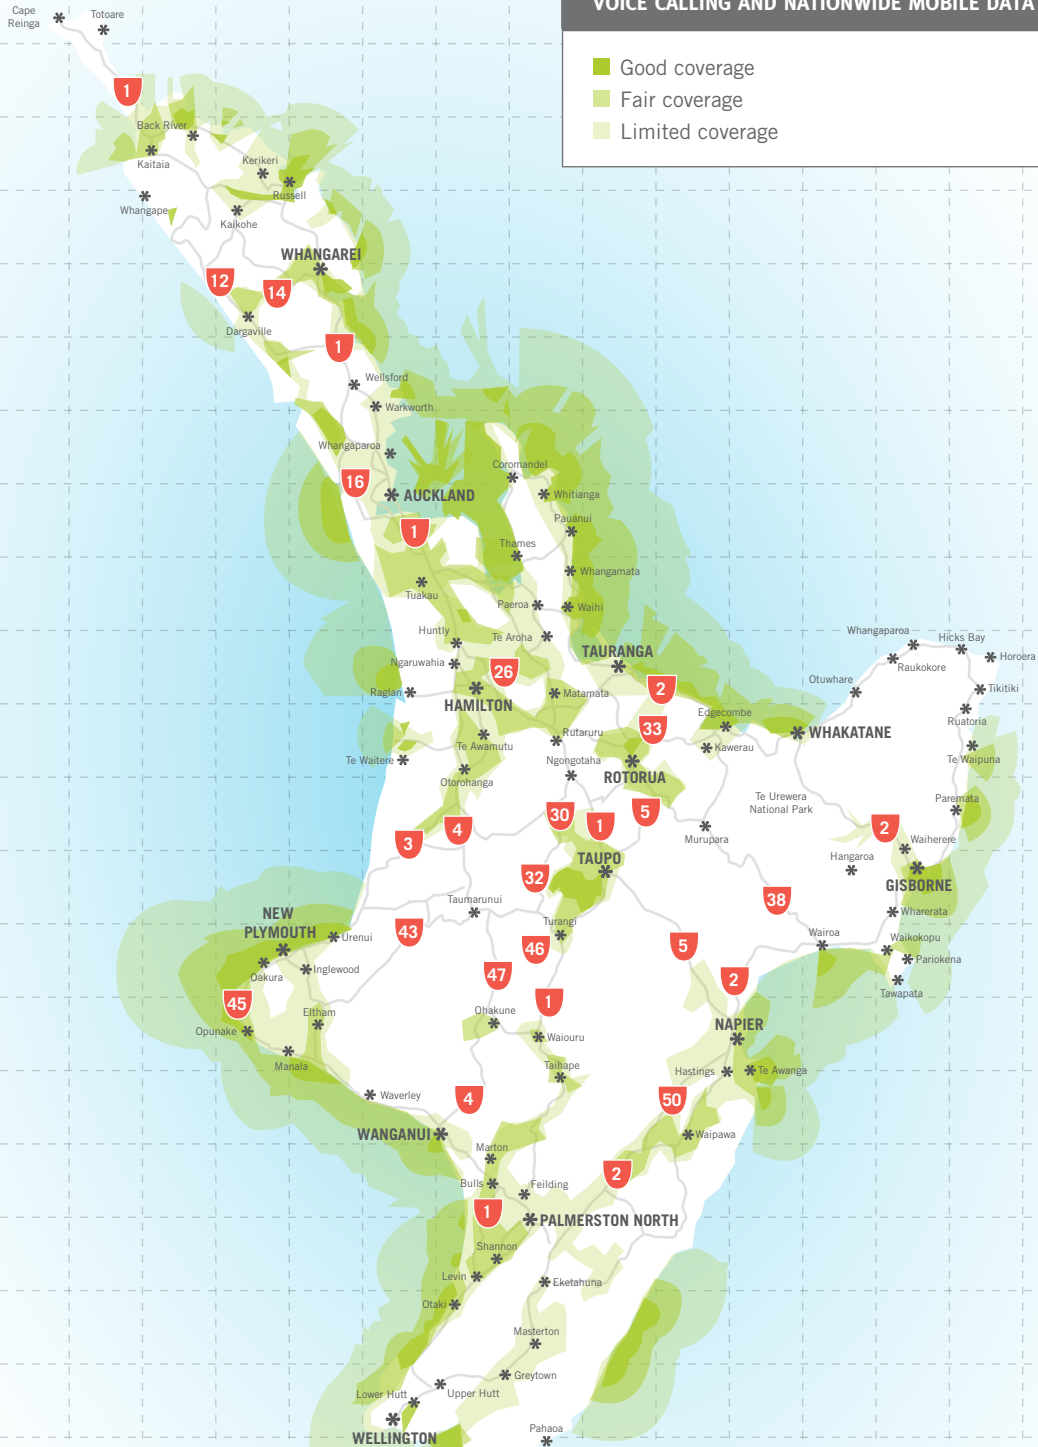 VOICE CALLING AND NATIONWIDE MOBILE DATA
Good coverage
Fair coverage
Limited coverage
Cape
Reinga
Totoare
1
Back River
Kaitaia
Kerikeri
Russell
Whangape
Kaikohe
WHANGAREI
12
14
Dargaville
1
Wellsford
Warkworth
Whangaparoa
Coromandel
16
AUCKLAND
Whitianga
Pauanui
1
Thames
Whangamata
Tuakau
Paeroa
Waihi
Huntly
Te Aroha
Whangaparoa
Hicks Bay
TAURANGA
Horoera
Ngaruwahia
Raukokore
26
Otuwhare
Raglan
Matamata
2
Tikitiki
HAMILTON
Edgecombe
Ruatoria
33
Rutaruru
WHAKATANE
Te Awamutu
Kawerau
Te Waitere
Ngongotaha
Te Waipuna
ROTORUA
Otorohanga
Te Urewera
National Park
Paremata
30
5
1
4
2
3
Murupara
Waiherere
TAUPO
Hangaroa
32
GISBORNE
Taumarunui
38
NEW
PLYMOUTH
Wharerata
Turangi
43
Urenui
Wairoa
Waikokopu
46
5
Pariokena
Oakura
Inglewood
47
2
Tawapata
45
1
Eltham
Ohakune
NAPIER
Opunake
Waiouru
Manala
Taihape
Hastings
Te Awanga
Waverley
4
50
WANGANUI
Waipawa
Marton
2
Bulls
Feilding
1
PALMERSTON NORTH
Shannon
Levin
Eketahuna
Otaki
Masterton
Greytown
Lower Hutt
Upper Hutt
Pahaoa
WELLINGTON